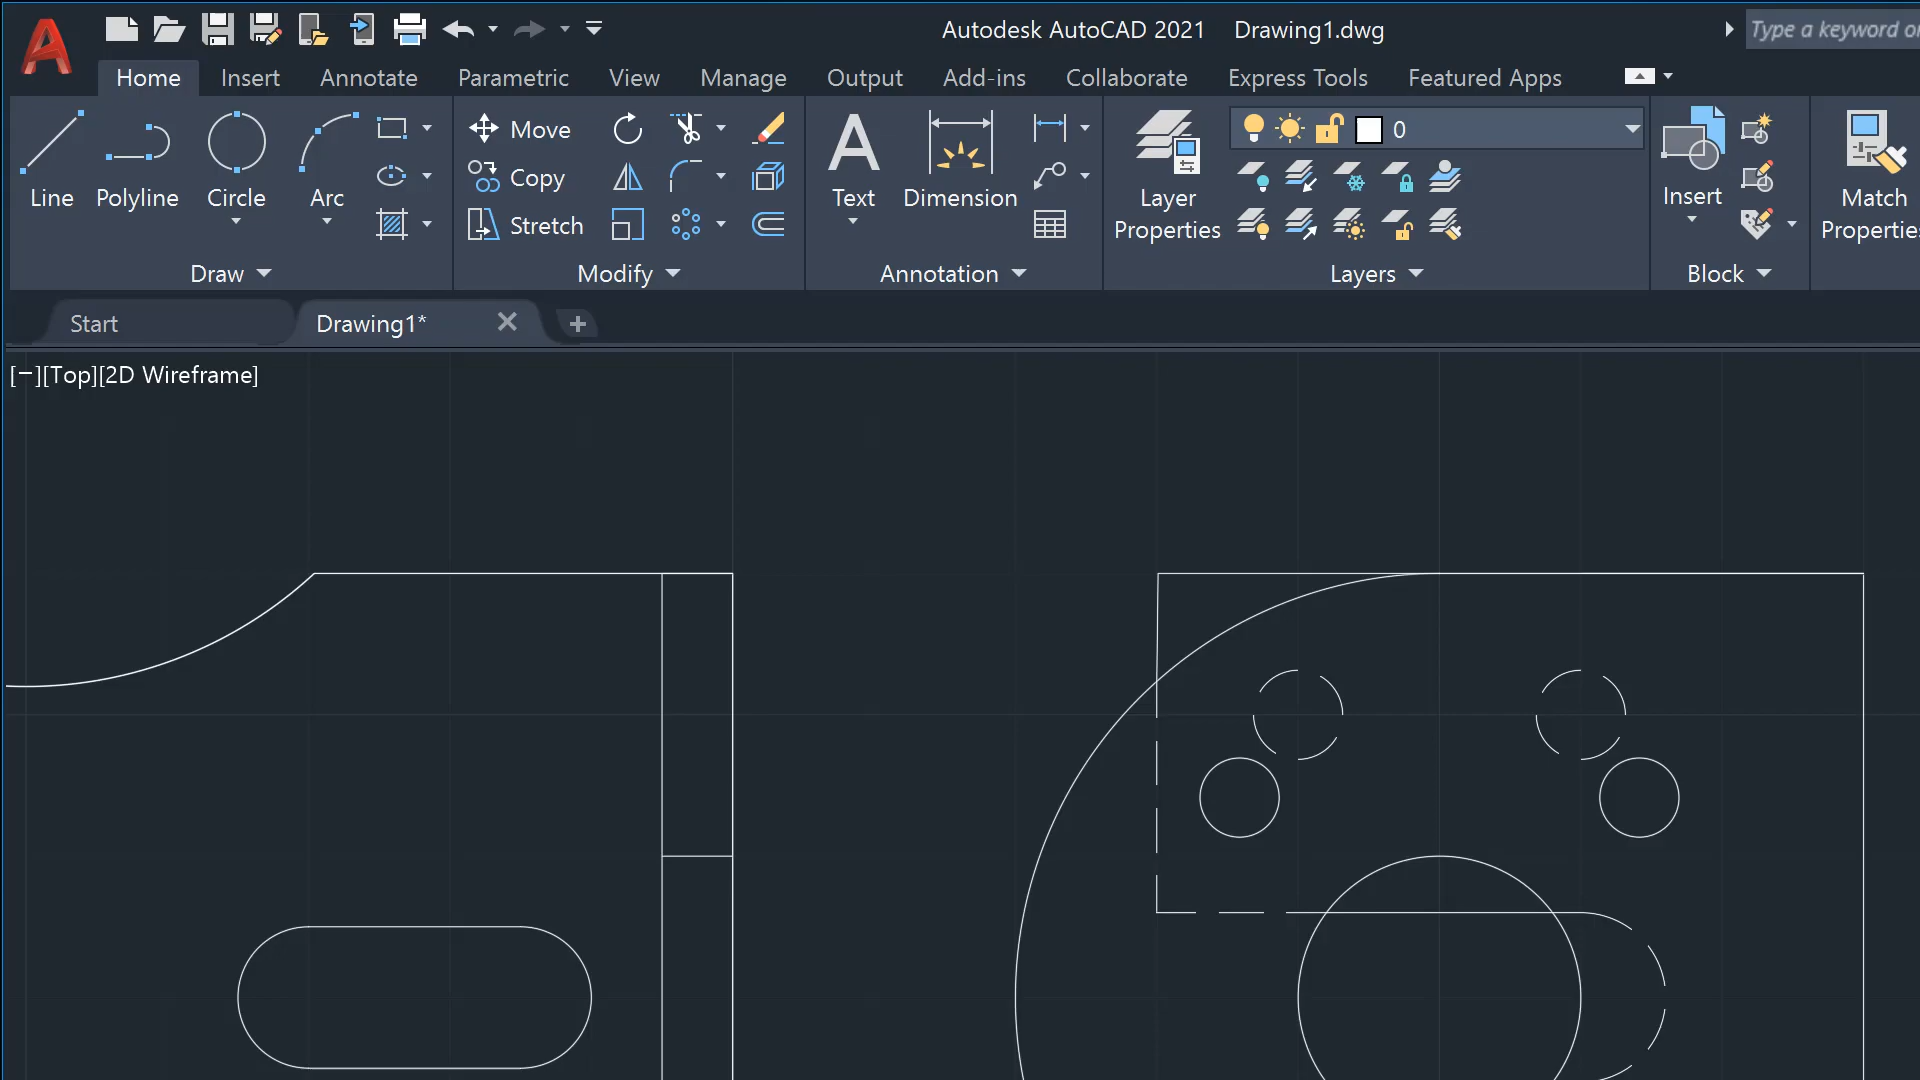 Autodesk AutoCAD 2021 Drawing1.dwg
Type a keyword or
Home Insert Annotate Parametric View Manage Output Add-ins Collaborate Express Tools Featured Apps
Line Polyline Circle Arc
Draw
Move
Copy
Stretch
Modify
Text Dimension
Annotation
Layer
Properties
0
Layers
Insert
Block
Match
Properties
Start
Drawing1*
[−][Top][2D Wireframe]